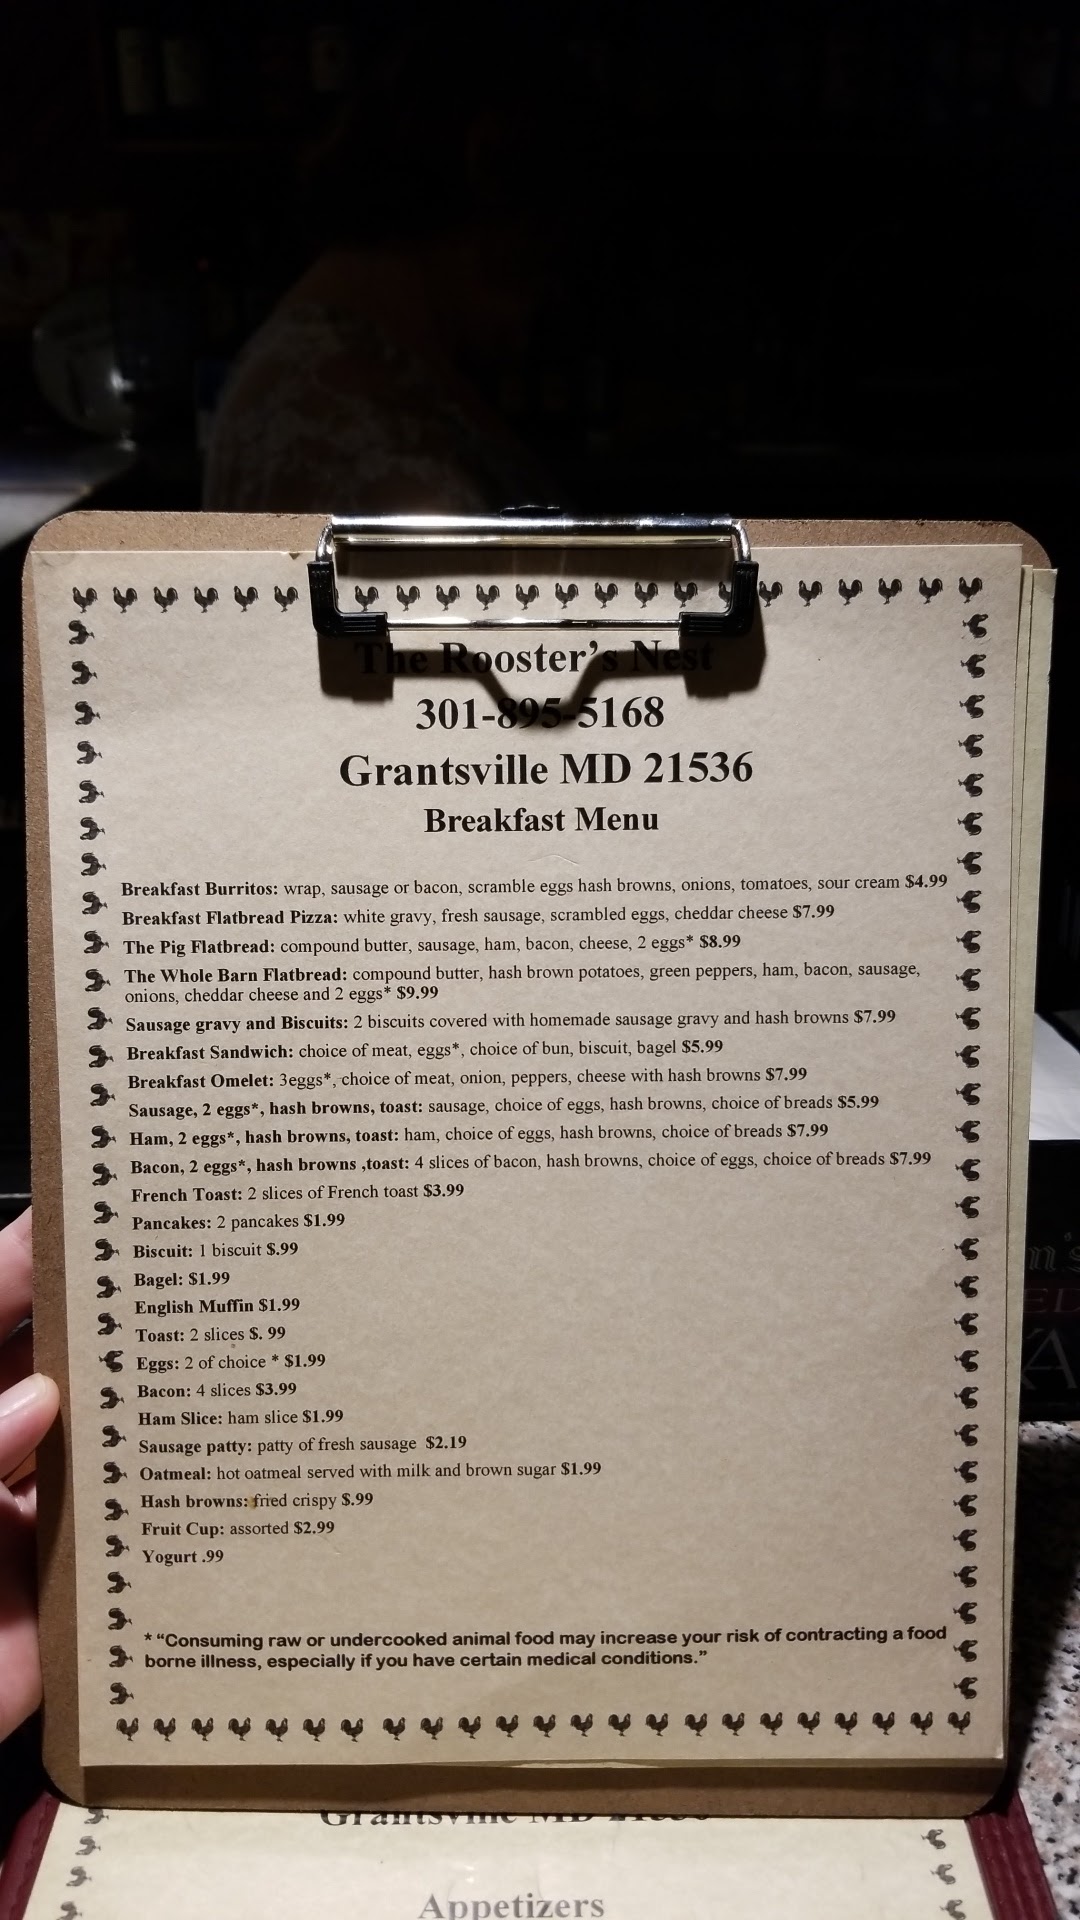 The Rooster's Nest
301-895-5168
Grantsville MD 21536
Breakfast Menu
Breakfast Burritos: wrap, sausage or bacon, scramble eggs hash browns, onions, tomatoes, sour cream $4.99
Breakfast Flatbread Pizza: white gravy, fresh sausage, scrambled eggs, cheddar cheese $7.99
The Pig Flatbread: compound butter, sausage, ham, bacon, cheese, 2 eggs* $8.99
The Whole Barn Flatbread: compound butter, hash brown potatoes, green peppers, ham, bacon, sausage,
onions, cheddar cheese and 2 eggs* $9.99
Sausage gravy and Biscuits: 2 biscuits covered with homemade sausage gravy and hash browns $7.99
Breakfast Sandwich: choice of meat, eggs*, choice of bun, biscuit, bagel $5.99
Breakfast Omelet: 3eggs*, choice of meat, onion, peppers, cheese with hash browns $7.99
Sausage, 2 eggs*, hash browns, toast: sausage, choice of eggs, hash browns, choice of breads $5.99
Ham, 2 eggs*, hash browns, toast: ham, choice of eggs, hash browns, choice of breads $7.99
Bacon, 2 eggs*, hash browns ,toast: 4 slices of bacon, hash browns, choice of eggs, choice of breads $7.99
French Toast: 2 slices of French toast $3.99
Pancakes: 2 pancakes $1.99
Biscuit: 1 biscuit $.99
Bagel: $1.99
English Muffin $1.99
Toast: 2 slices $. 99
Eggs: 2 of choice * $1.99
Bacon: 4 slices $3.99
Ham Slice: ham slice $1.99
Sausage patty: patty of fresh sausage $2.19
Oatmeal: hot oatmeal served with milk and brown sugar $1.99
Hash browns: fried crispy $.99
Fruit Cup: assorted $2.99
Yogurt .99
* “Consuming raw or undercooked animal food may increase your risk of contracting a food
borne illness, especially if you have certain medical conditions.”
Grantsville MD
Appetizers